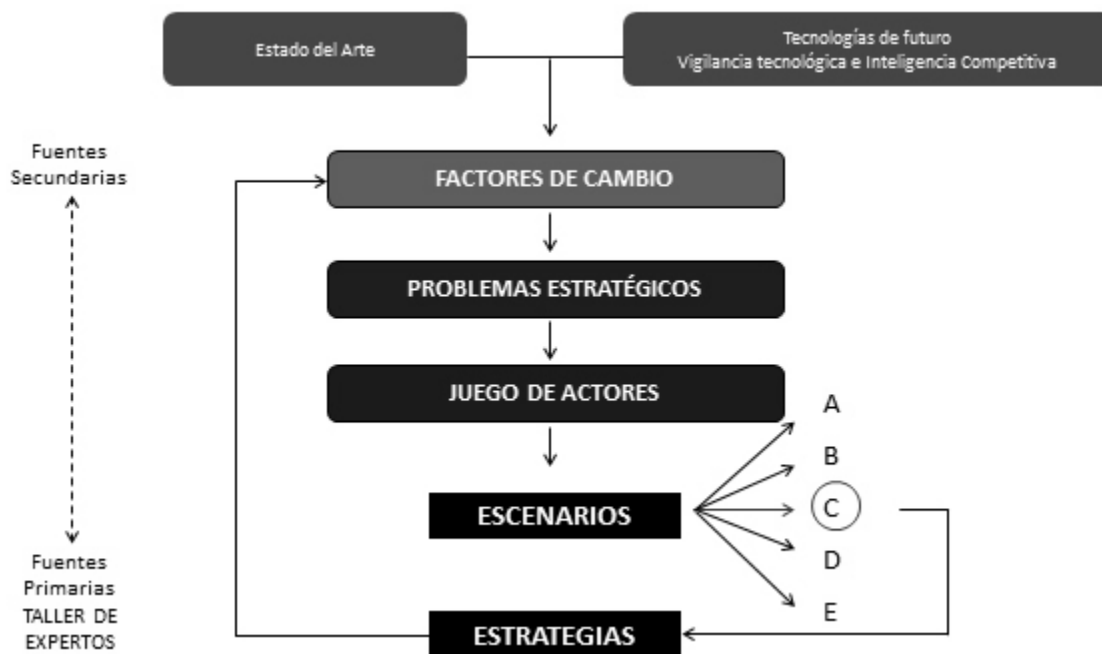 Estado del Arte
Tecnologías de futuro
Vigilancia tecnológica e Inteligencia Competitiva
Fuentes
Secundarias
FACTORES DE CAMBIO
PROBLEMAS ESTRATÉGICOS
JUEGO DE ACTORES
A
B
ESCENARIOS
C
D
E
Fuentes
Primarias
TALLER DE
EXPERTOS
ESTRATEGIAS